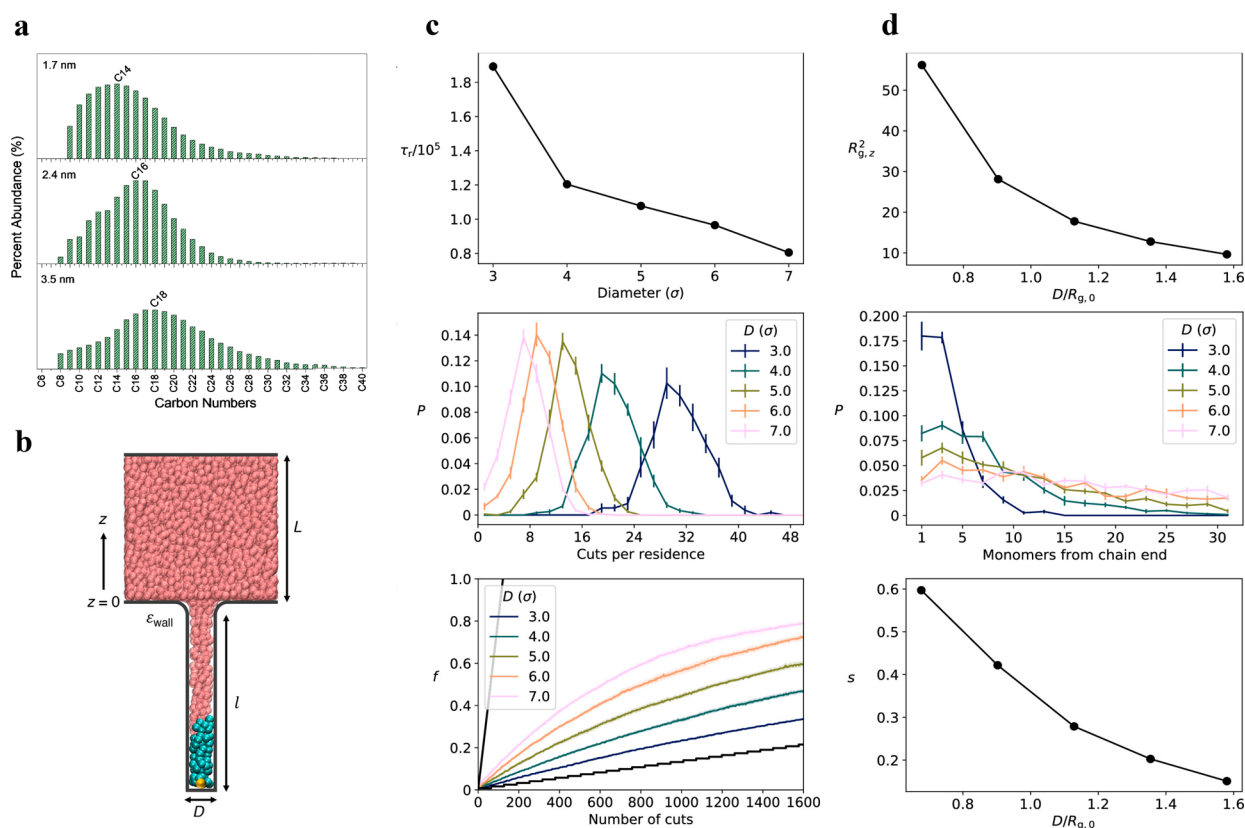 a
1.7 nm
C14
2.4 nm
C16
3.5 nm
C18
Percent Abundance (%)
C6 C8 C10 C12 C14 C16 C18 C20 C22 C24 C26 C28 C30 C32 C34 C36 C38 C40
Carbon Numbers
b
z
z = 0
L
ε_wall
l
D
c
1.8
1.6
τ_r/10^5
1.4
1.2
1.0
0.8
3 4 5 6 7
Diameter (σ)
0.14
D (σ)
0.12
3.0
0.10
4.0
P
0.08
5.0
0.06
6.0
0.04
7.0
0.02
0
0 8 16 24 32 40 48
Cuts per residence
1.0
D (σ)
0.8
3.0
4.0
0.6
5.0
f
6.0
0.4
7.0
0.2
0
0 200 400 600 800 1000 1200 1400 1600
Number of cuts
d
50
R²_g,z
40
30
20
10
0.8 1.0 1.2 1.4 1.6
D/R_g,0
0.200
D (σ)
0.175
3.0
0.150
4.0
0.125
5.0
P
0.100
6.0
0.075
7.0
0.050
0.025
0
1 5 10 15 20 25 30
Monomers from chain end
0.6
0.5
s
0.4
0.3
0.2
0.8 1.0 1.2 1.4 1.6
D/R_g,0